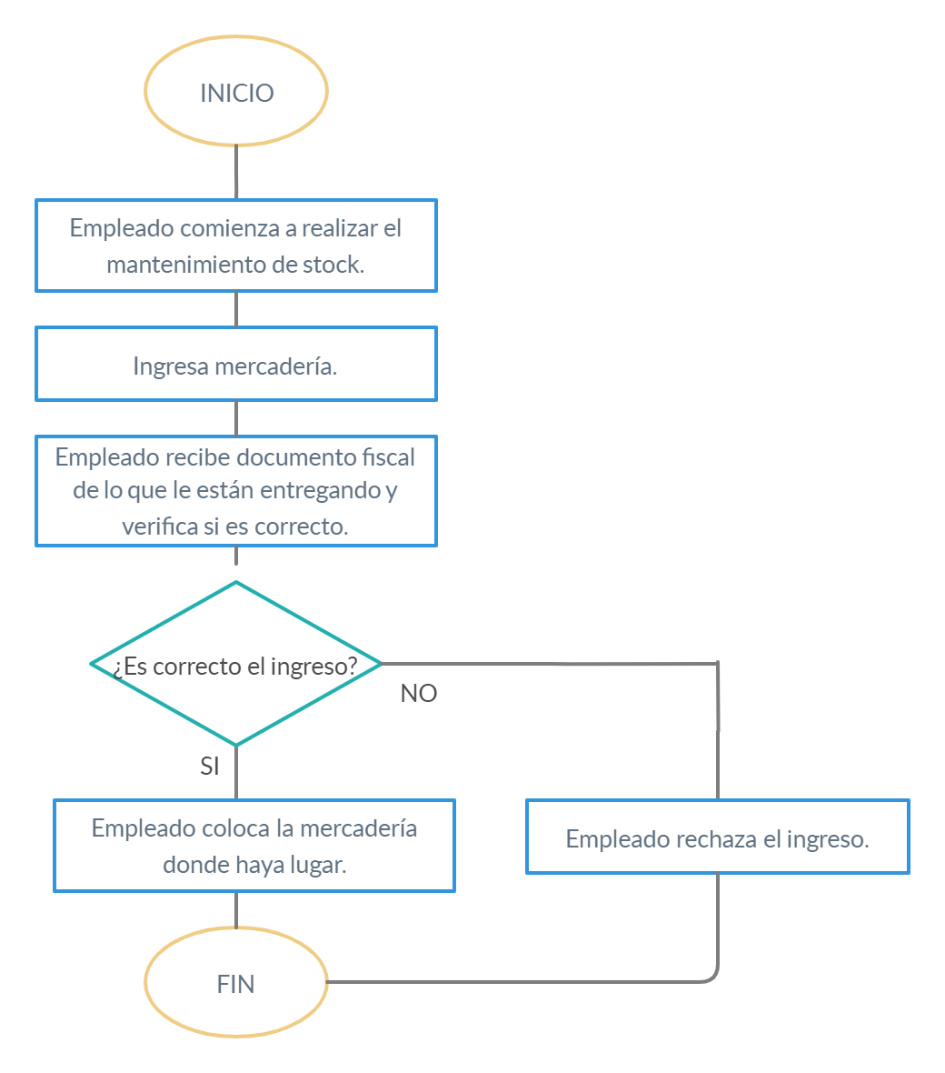 INICIO
Empleado comienza a realizar el
mantenimiento de stock.
Ingresa mercadería.
Empleado recibe documento fiscal
de lo que le están entregando y
verifica si es correcto.
¿Es correcto el ingreso?
NO
SI
Empleado coloca la mercadería
donde haya lugar.
Empleado rechaza el ingreso.
FIN